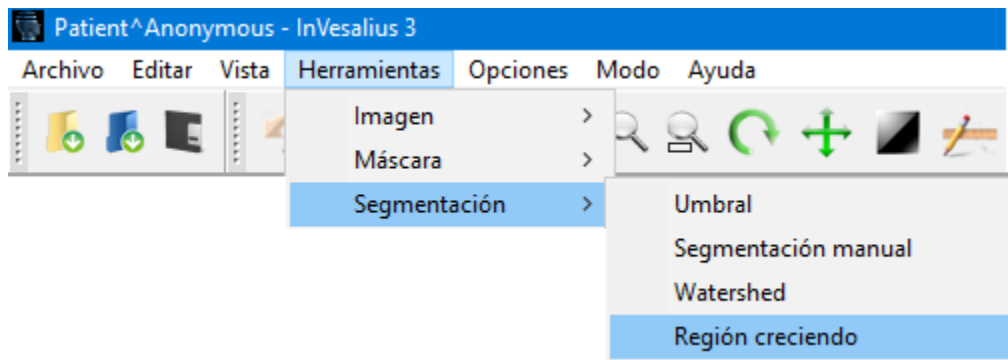 Patient^Anonymous - InVesalius 3
Archivo Editar Vista Herramientas Opciones Modo Ayuda
Imagen
Máscara
Segmentación
Umbral
Segmentación manual
Watershed
Región creciendo